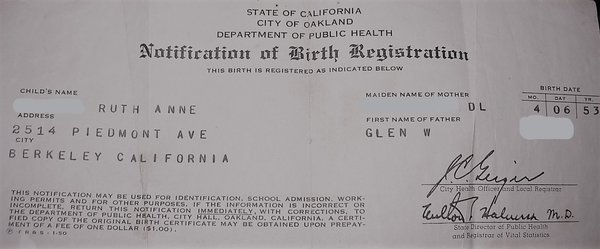 STATE OF CALIFORNIA
CITY OF OAKLAND
DEPARTMENT OF PUBLIC HEALTH
Notification of Birth Registration
THIS BIRTH IS REGISTERED AS INDICATED BELOW
CHILD'S NAME
RUTH ANNE
ADDRESS
2514 PIEDMONT AVE
CITY
BERKELEY CALIFORNIA
MAIDEN NAME OF MOTHER
DL
FIRST NAME OF FATHER
GLEN W
BIRTH DATE
MO. DAY YR.
4 06 53
J.C. Geiger
City Health Officer and Local Registrar
M.D.
State Director of Public Health
and Registrar of Vital Statistics
THIS NOTIFICATION MAY BE USED FOR IDENTIFICATION, SCHOOL ADMISSION, WORK-
ING PERMITS AND FOR OTHER PURPOSES. IF THE INFORMATION IS INCORRECT OR
INCOMPLETE, RETURN THIS NOTIFICATION IMMEDIATELY, WITH CORRECTIONS, TO
THE DEPARTMENT OF PUBLIC HEALTH, CITY HALL, OAKLAND, CALIFORNIA. A CERTI-
FIED COPY OF THE ORIGINAL BIRTH CERTIFICATE MAY BE OBTAINED UPON PREPAY-
MENT OF A FEE OF ONE DOLLAR ($1.00).